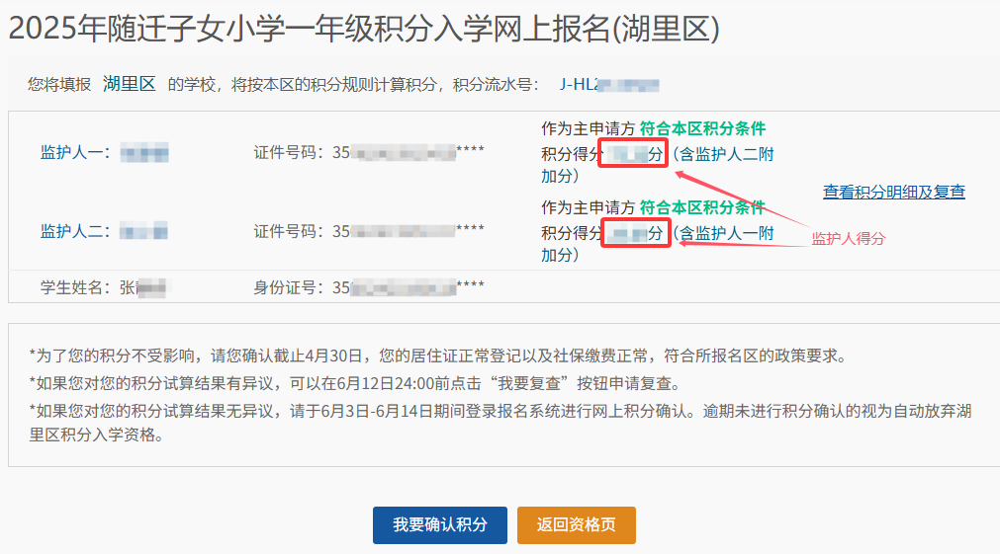 2025年随迁子女小学一年级积分入学网上报名(湖里区)
您将填报 湖里区 的学校，将按本区的积分规则计算积分，积分流水号： J-HL2
作为主申请方 符合本区积分条件
监护人一： 证件号码：35 **** 积分得分 分（含监护人二附
加分）
查看积分明细及复查
作为主申请方 符合本区积分条件
监护人二： 证件号码：35 **** 积分得分 分（含监护人一附
加分）
监护人得分
学生姓名：张 身份证号：35 ****
*为了您的积分不受影响，请您确认截止4月30日，您的居住证正常登记以及社保缴费正常，符合所报名区的政策要求。
*如果您对您的积分试算结果有异议，可以在6月12日24:00前点击“我要复查”按钮申请复查。
*如果您对您的积分试算结果无异议，请于6月3日-6月14日期间登录报名系统进行网上积分确认。逾期未进行积分确认的视为自动放弃湖
里区积分入学资格。
我要确认积分 返回资格页